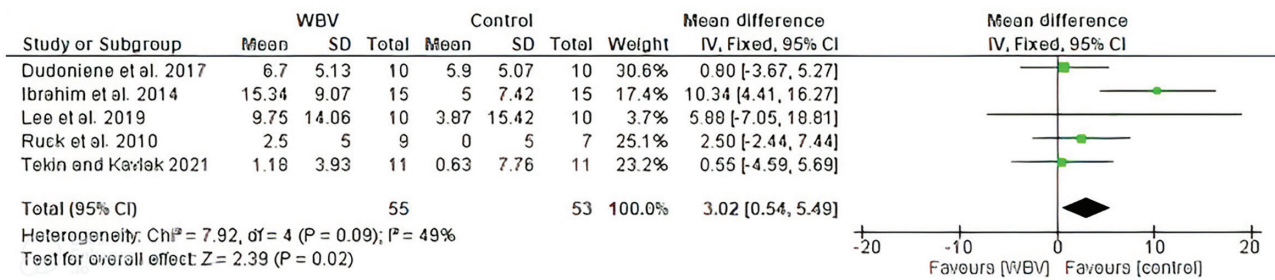 WBV Control Mean difference Mean difference
Study or Subgroup Mean SD Total Mean SD Total Weight IV, Fixed, 95% CI IV, Fixed, 95% CI
Dudoniene et al. 2017 6.7 5.13 10 5.9 5.07 10 30.6% 0.80 [-3.67, 5.27]
Ibrahim et al. 2014 15.34 9.07 15 5 7.42 15 17.4% 10.34 [4.41, 16.27]
Lee et al. 2019 9.75 14.06 10 3.87 15.42 10 3.7% 5.88 [-7.05, 18.81]
Ruck et al. 2010 2.5 5 9 0 5 7 25.1% 2.50 [-2.44, 7.44]
Tekin and Kavlak 2021 1.18 3.93 11 0.63 7.76 11 23.2% 0.55 [-4.59, 5.69]
Total (95% CI) 55 53 100.0% 3.02 [0.54, 5.49]
Heterogeneity: Chi² = 7.92, df = 4 (P = 0.09); I² = 49%
Test for overall effect: Z = 2.39 (P = 0.02)
-20 -10 0 10 20
Favours [WBV] Favours [control]